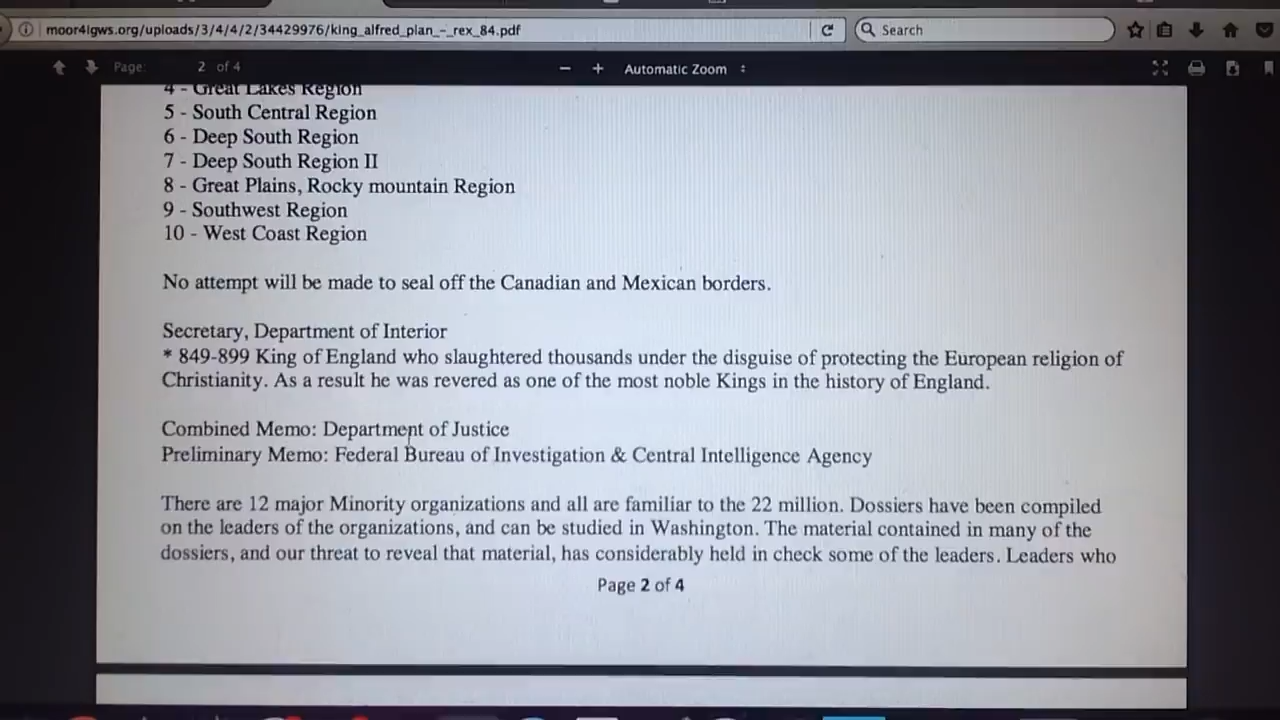 moor4igws.org/uploads/3/4/4/2/34429976/king_alfred_plan_-_rex_84.pdf
Search
Page: 2 of 4
Automatic Zoom
4 - Great Lakes Region
5 - South Central Region
6 - Deep South Region
7 - Deep South Region II
8 - Great Plains, Rocky mountain Region
9 - Southwest Region
10 - West Coast Region
No attempt will be made to seal off the Canadian and Mexican borders.
Secretary, Department of Interior
* 849-899 King of England who slaughtered thousands under the disguise of protecting the European religion of
Christianity. As a result he was revered as one of the most noble Kings in the history of England.
Combined Memo: Department of Justice
Preliminary Memo: Federal Bureau of Investigation & Central Intelligence Agency
There are 12 major Minority organizations and all are familiar to the 22 million. Dossiers have been compiled
on the leaders of the organizations, and can be studied in Washington. The material contained in many of the
dossiers, and our threat to reveal that material, has considerably held in check some of the leaders. Leaders who
Page 2 of 4